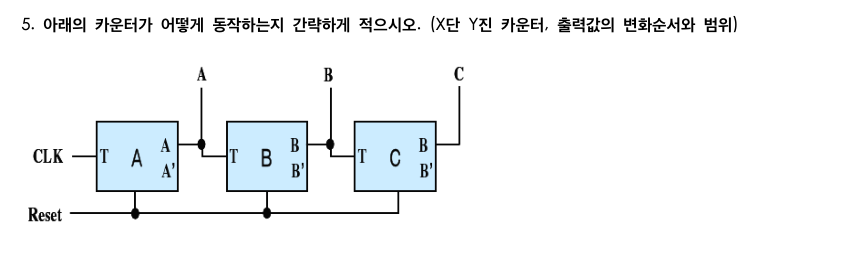 5. 아래의 카운터가 어떻게 동작하는지 간략하게 적으시오. (X단 Y진 카운터, 출력값의 변화순서와 범위)
A B C
CLK T A A A' T B B B' T C B B'
Reset